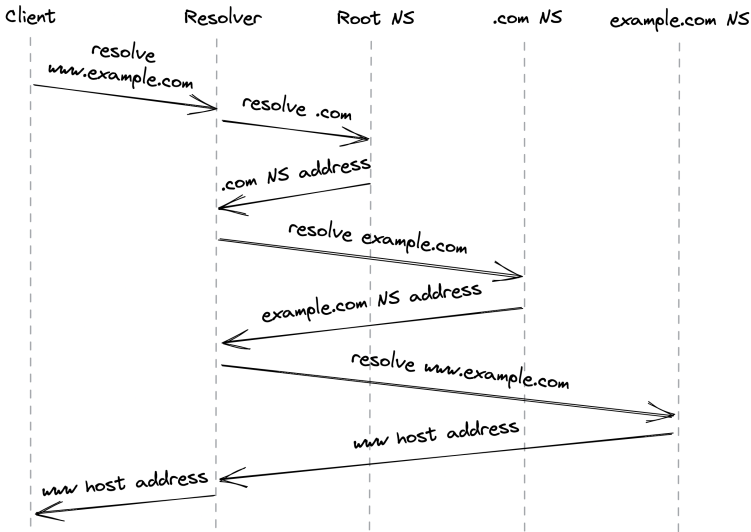 Client Resolver Root NS .com NS example.com NS
resolve
www.example.com
resolve .com
.com NS address
resolve example.com
example.com NS address
resolve www.example.com
www host address
www host address